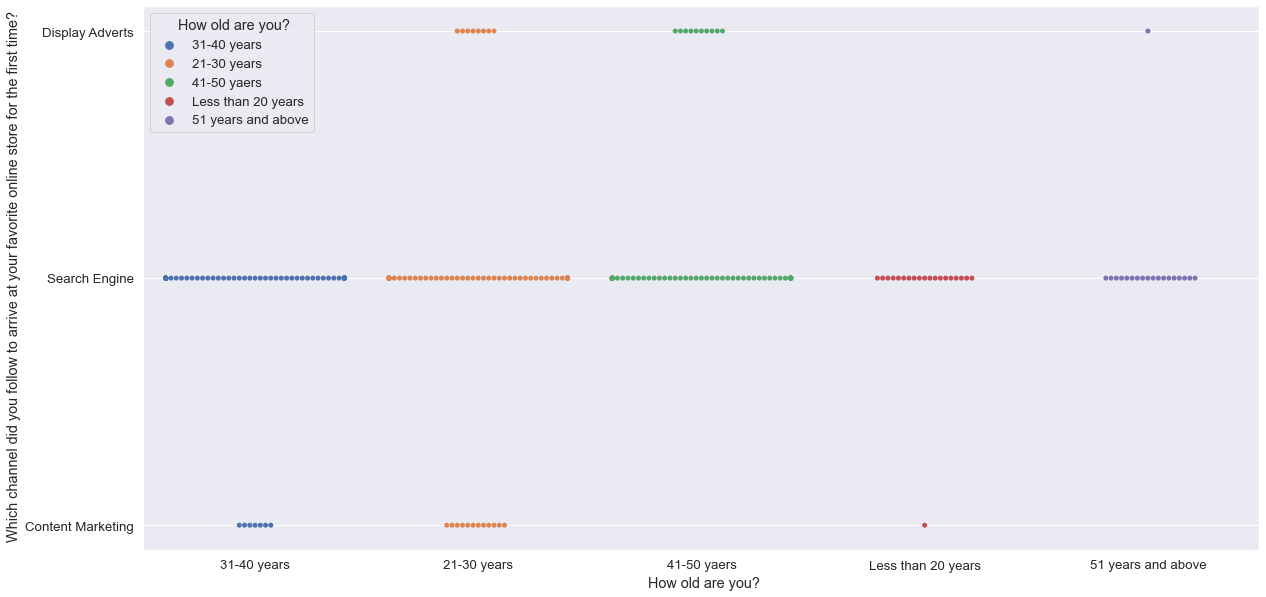 Which channel did you follow to arrive at your favorite online store for the first time?
Display Adverts
Search Engine
Content Marketing
How old are you?
31-40 years
21-30 years
41-50 yaers
Less than 20 years
51 years and above
31-40 years
21-30 years
41-50 yaers
Less than 20 years
51 years and above
How old are you?